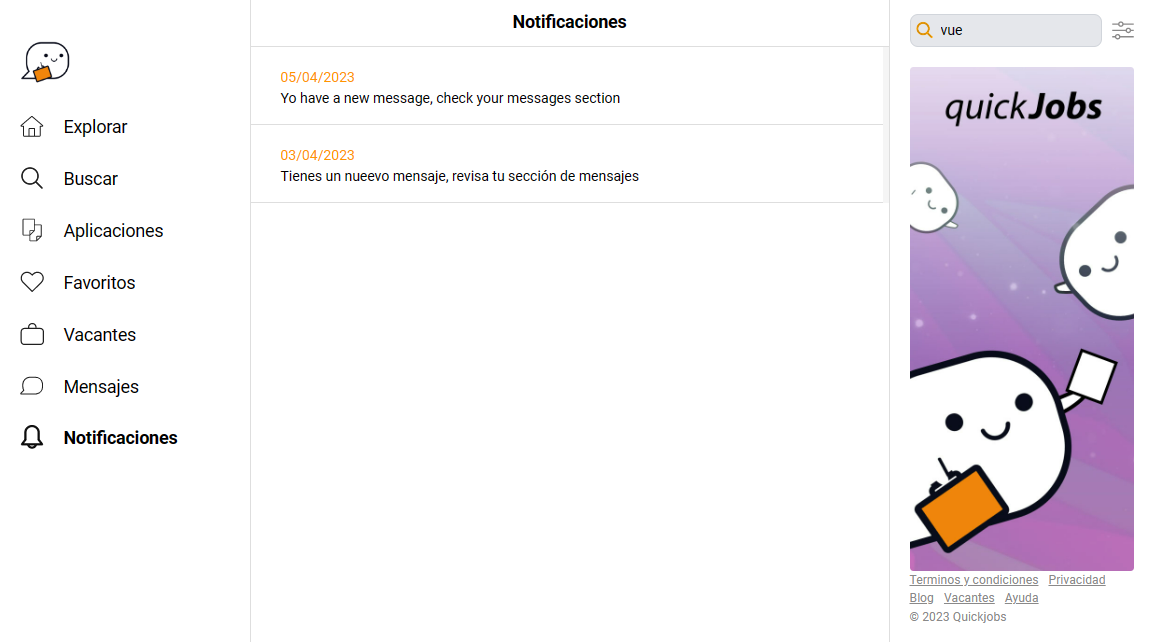 Explorar
Buscar
Aplicaciones
Favoritos
Vacantes
Mensajes
Notificaciones
Notificaciones
05/04/2023
Yo have a new message, check your messages section
03/04/2023
Tienes un nueevo mensaje, revisa tu sección de mensajes
vue
quickJobs
Terminos y condiciones Privacidad
Blog Vacantes Ayuda
© 2023 Quickjobs